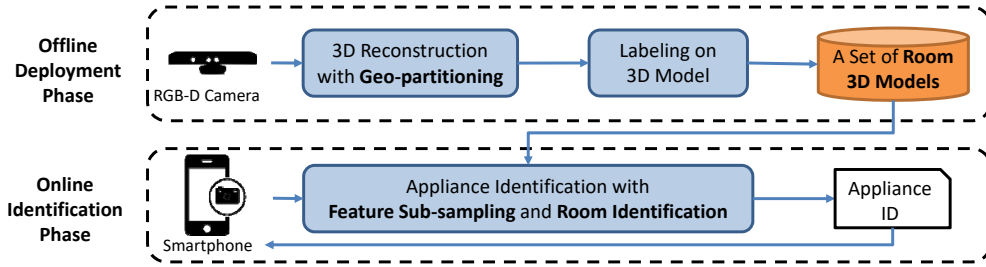 Offline
Deployment
Phase
RGB-D Camera
3D Reconstruction
with Geo-partitioning
Labeling on
3D Model
A Set of Room
3D Models
Online
Identification
Phase
Smartphone
Appliance Identification with
Feature Sub-sampling and Room Identification
Appliance
ID